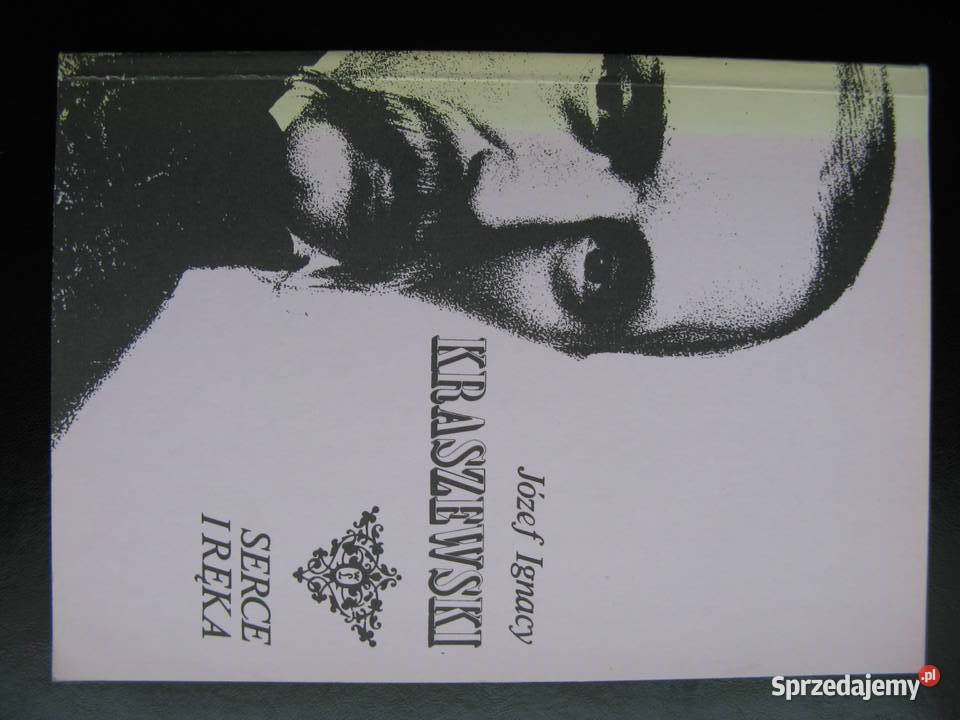 Józef Ignacy
KRASZEWSKI
SERCE
I RĘKA
Sprzedajemy.pl